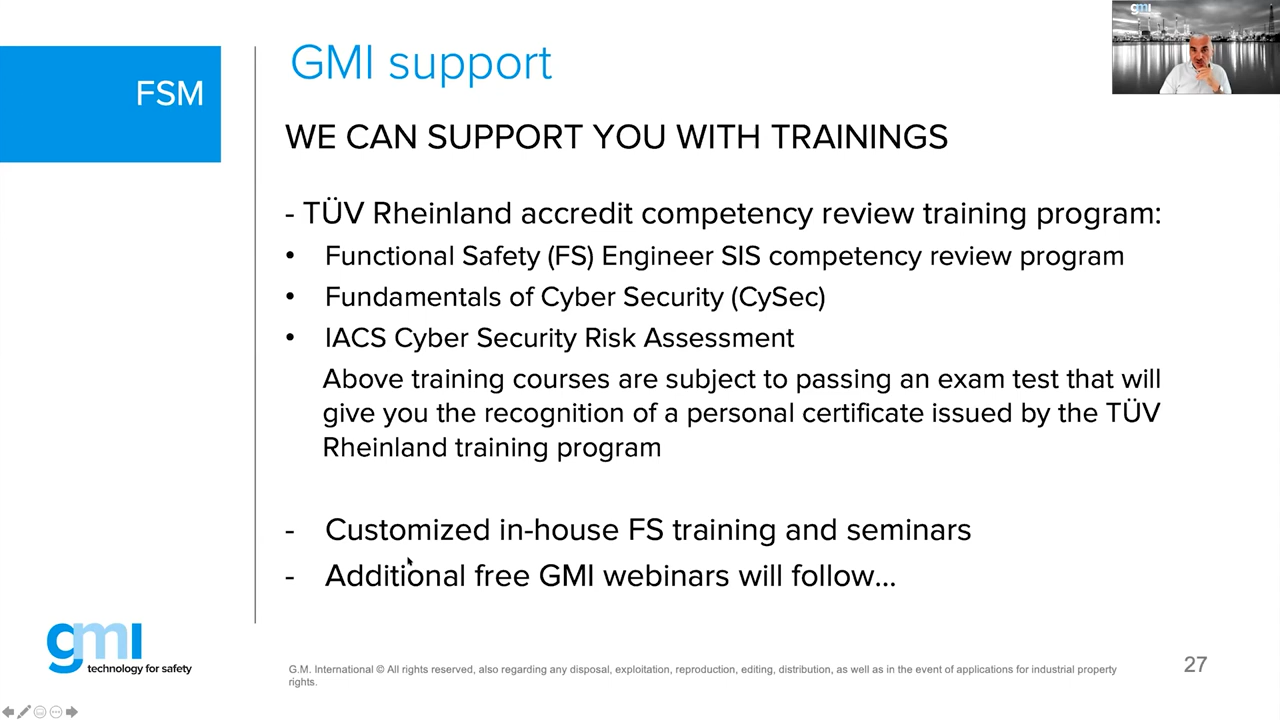 FSM
GMI support
gmi
WE CAN SUPPORT YOU WITH TRAININGS
- TÜV Rheinland accredit competency review training program:
• Functional Safety (FS) Engineer SIS competency review program
• Fundamentals of Cyber Security (CySec)
• IACS Cyber Security Risk Assessment
Above training courses are subject to passing an exam test that will
give you the recognition of a personal certificate issued by the TÜV
Rheinland training program
- Customized in-house FS training and seminars
- Additional free GMI webinars will follow...
gmi
technology for safety
G.M. International © All rights reserved, also regarding any disposal, exploitation, reproduction, editing, distribution, as well as in the event of applications for industrial property
rights.
27